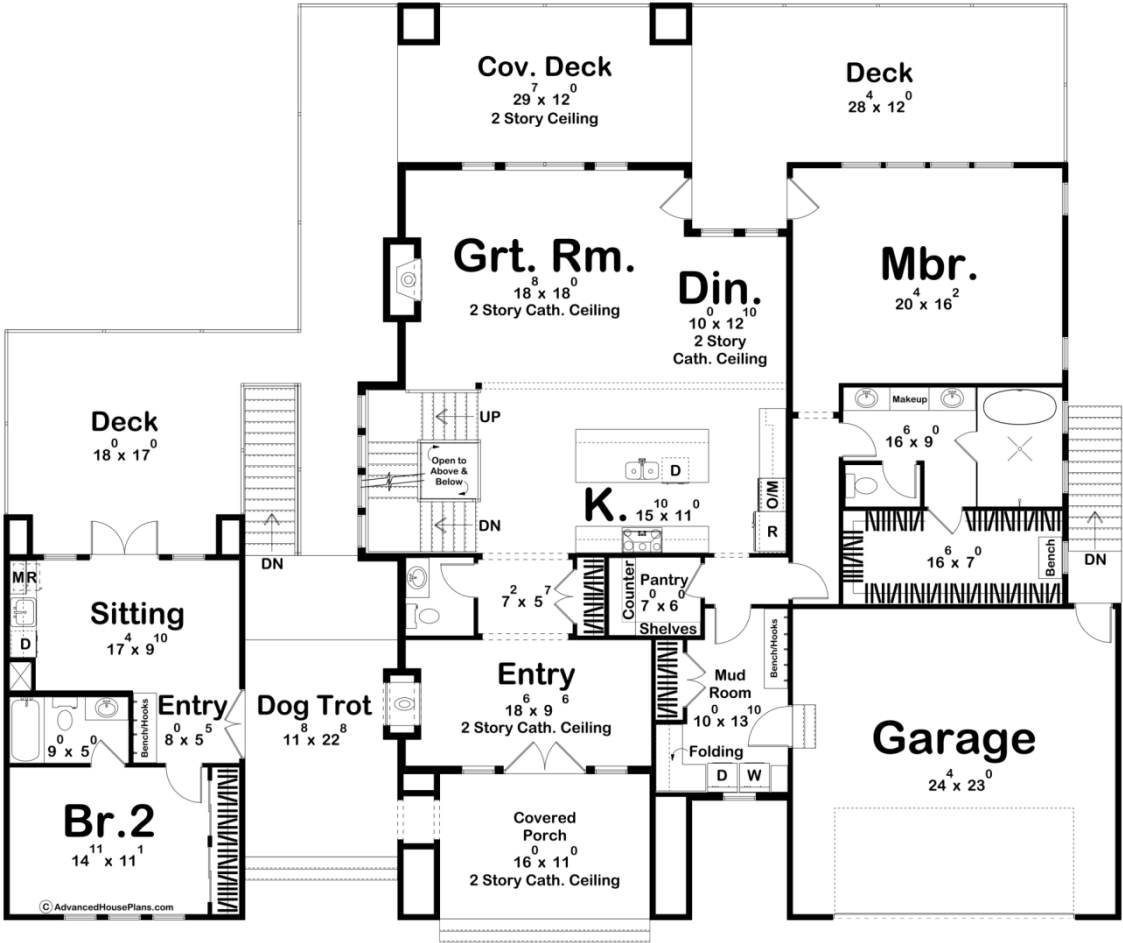 Cov. Deck
29⁷ x 12⁰
2 Story Ceiling
Deck
28⁴ x 12⁰
Grt. Rm.
18⁸ x 18⁰
2 Story Cath. Ceiling
Din.
10⁰ x 12¹⁰
2 Story
Cath. Ceiling
Mbr.
20⁴ x 16²
Deck
18⁰ x 17⁰
UP
Open to
Above &
Below
DN
D
K. 15¹⁰ x 11⁰
O/M
R
Makeup
16⁶ x 9⁰
16⁶ x 7⁰
Bench
DN
DN
M R
D
Sitting
17⁴ x 9¹⁰
7² x 5⁷
Counter
Pantry
7⁰ x 6⁰
Shelves
Entry
18⁶ x 9⁶
2 Story Cath. Ceiling
Mud
Room
10⁰ x 13¹⁰
Bench/Hooks
Folding
D
W
Garage
24⁴ x 23⁰
Dog Trot
11⁸ x 22⁸
Entry
8⁰ x 5⁵
Bench/Hooks
9⁰ x 5⁰
Br.2
14¹¹ x 11¹
Covered
Porch
16⁰ x 11⁰
2 Story Cath. Ceiling
© AdvancedHousePlans.com